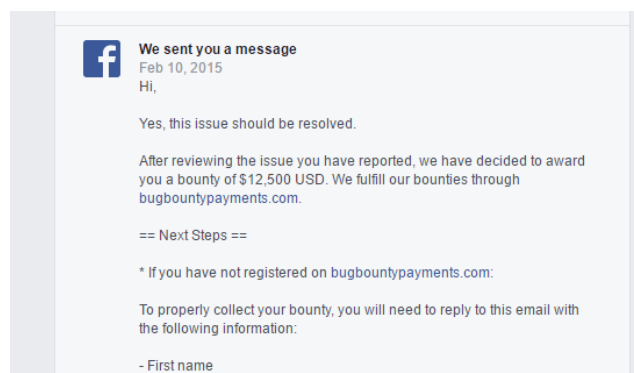 We sent you a message
Feb 10, 2015
Hi,
Yes, this issue should be resolved.
After reviewing the issue you have reported, we have decided to award
you a bounty of $12,500 USD. We fulfill our bounties through
bugbountypayments.com.
== Next Steps ==
* If you have not registered on bugbountypayments.com:
To properly collect your bounty, you will need to reply to this email with
the following information:
- First name